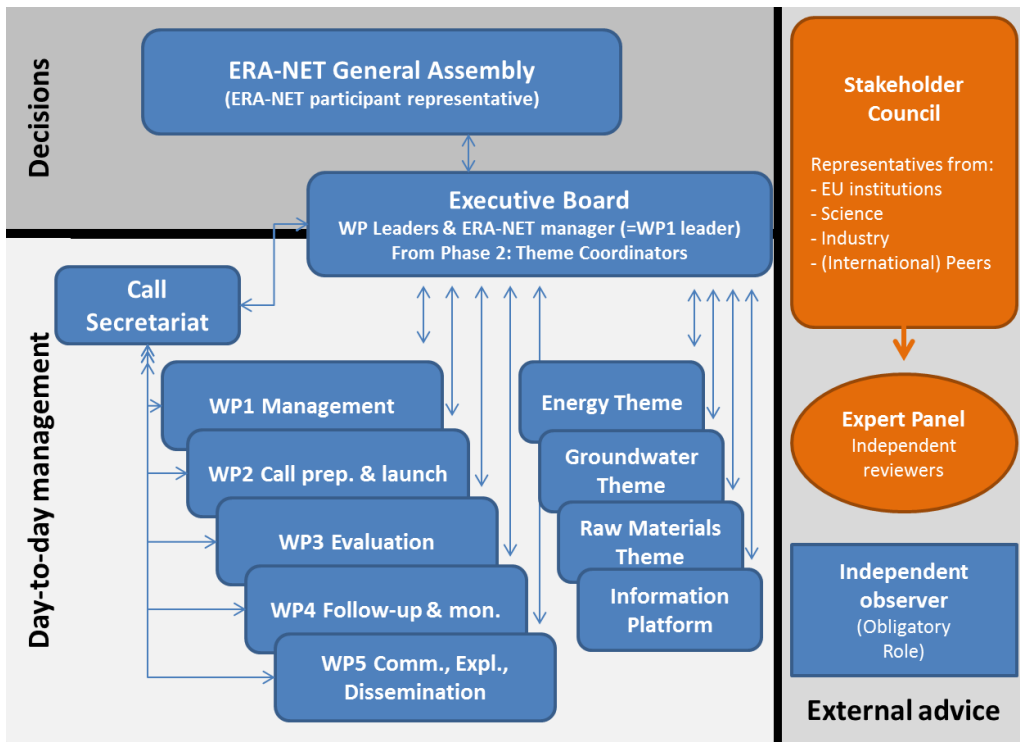 Decisions
ERA-NET General Assembly
(ERA-NET participant representative)
Executive Board
WP Leaders & ERA-NET manager (=WP1 leader)
From Phase 2: Theme Coordinators
Day-to-day management
Call
Secretariat
WP1 Management
WP2 Call prep. & launch
WP3 Evaluation
WP4 Follow-up & mon.
WP5 Comm., Expl.,
Dissemination
Energy Theme
Groundwater
Theme
Raw Materials
Theme
Information
Platform
Stakeholder
Council
Representatives from:
- EU institutions
- Science
- Industry
- (International) Peers
Expert Panel
Independent
reviewers
Independent
observer
(Obligatory
Role)
External advice